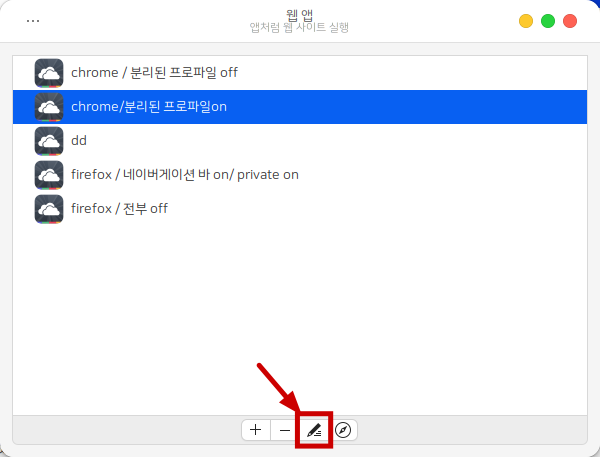 웹 앱
앱처럼 웹 사이트 실행
chrome / 분리된 프로파일 off
chrome/분리된 프로파일on
dd
firefox / 네이버게이션 바 on/ private on
firefox / 전부 off